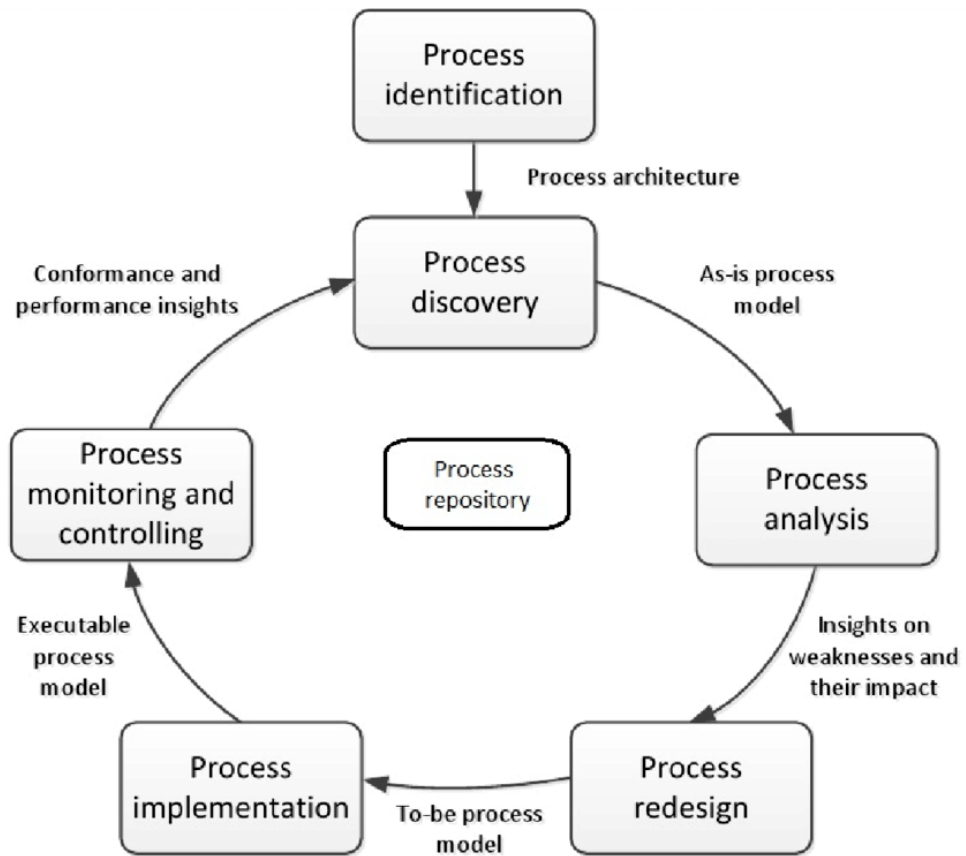 Process
identification
Process architecture
Process
discovery
Conformance and
performance insights
As-is process
model
Process
monitoring and
controlling
Process
repository
Process
analysis
Executable
process
model
Insights on
weaknesses and
their impact
Process
implementation
To-be process
model
Process
redesign